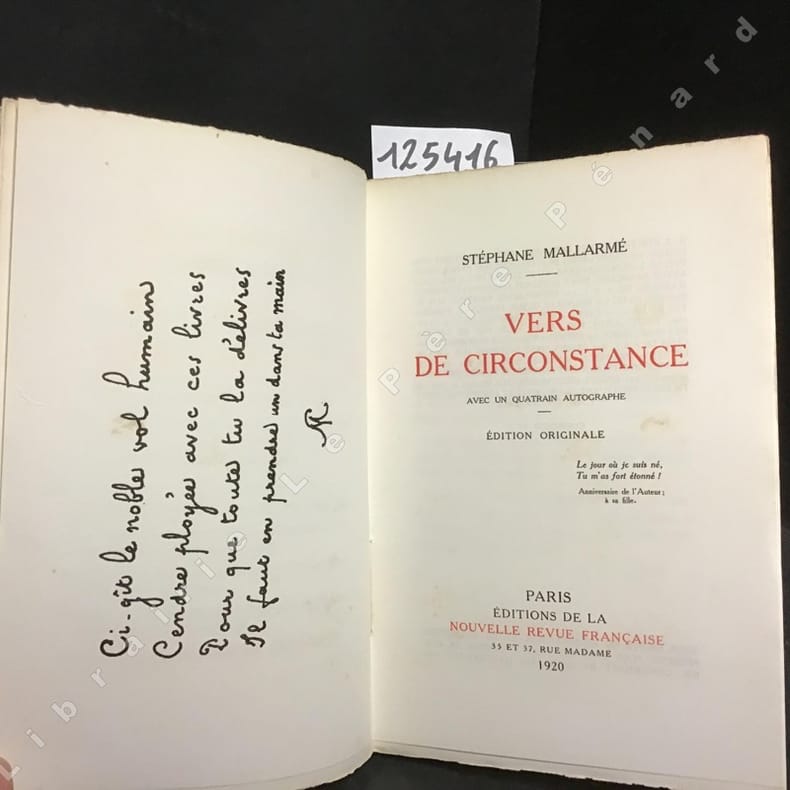 Ci-gît le noble vol humain
Cendre ployée avec ces livres
Pour que toute tu la délivres
Il faut en prendre un dans ta main
125416
STÉPHANE MALLARMÉ
VERS
DE CIRCONSTANCE
AVEC UN QUATRAIN AUTOGRAPHE
ÉDITION ORIGINALE
Le jour où je suis né,
Tu m'as fort étonné !
Anniversaire de l'Auteur ;
à sa fille.
PARIS
ÉDITIONS DE LA
NOUVELLE REVUE FRANÇAISE
35 ET 37, RUE MADAME
1920
Librairie Le Père Pénard